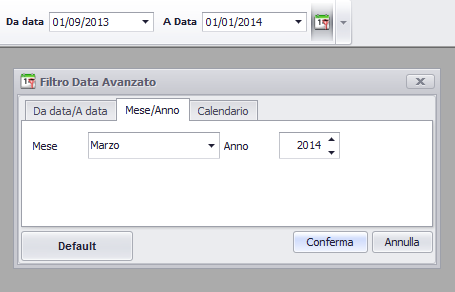 Da data 01/09/2013 A Data 01/01/2014
Filtro Data Avanzato
Da data/A data Mese/Anno Calendario
Mese Marzo Anno 2014
Default Conferma Annulla